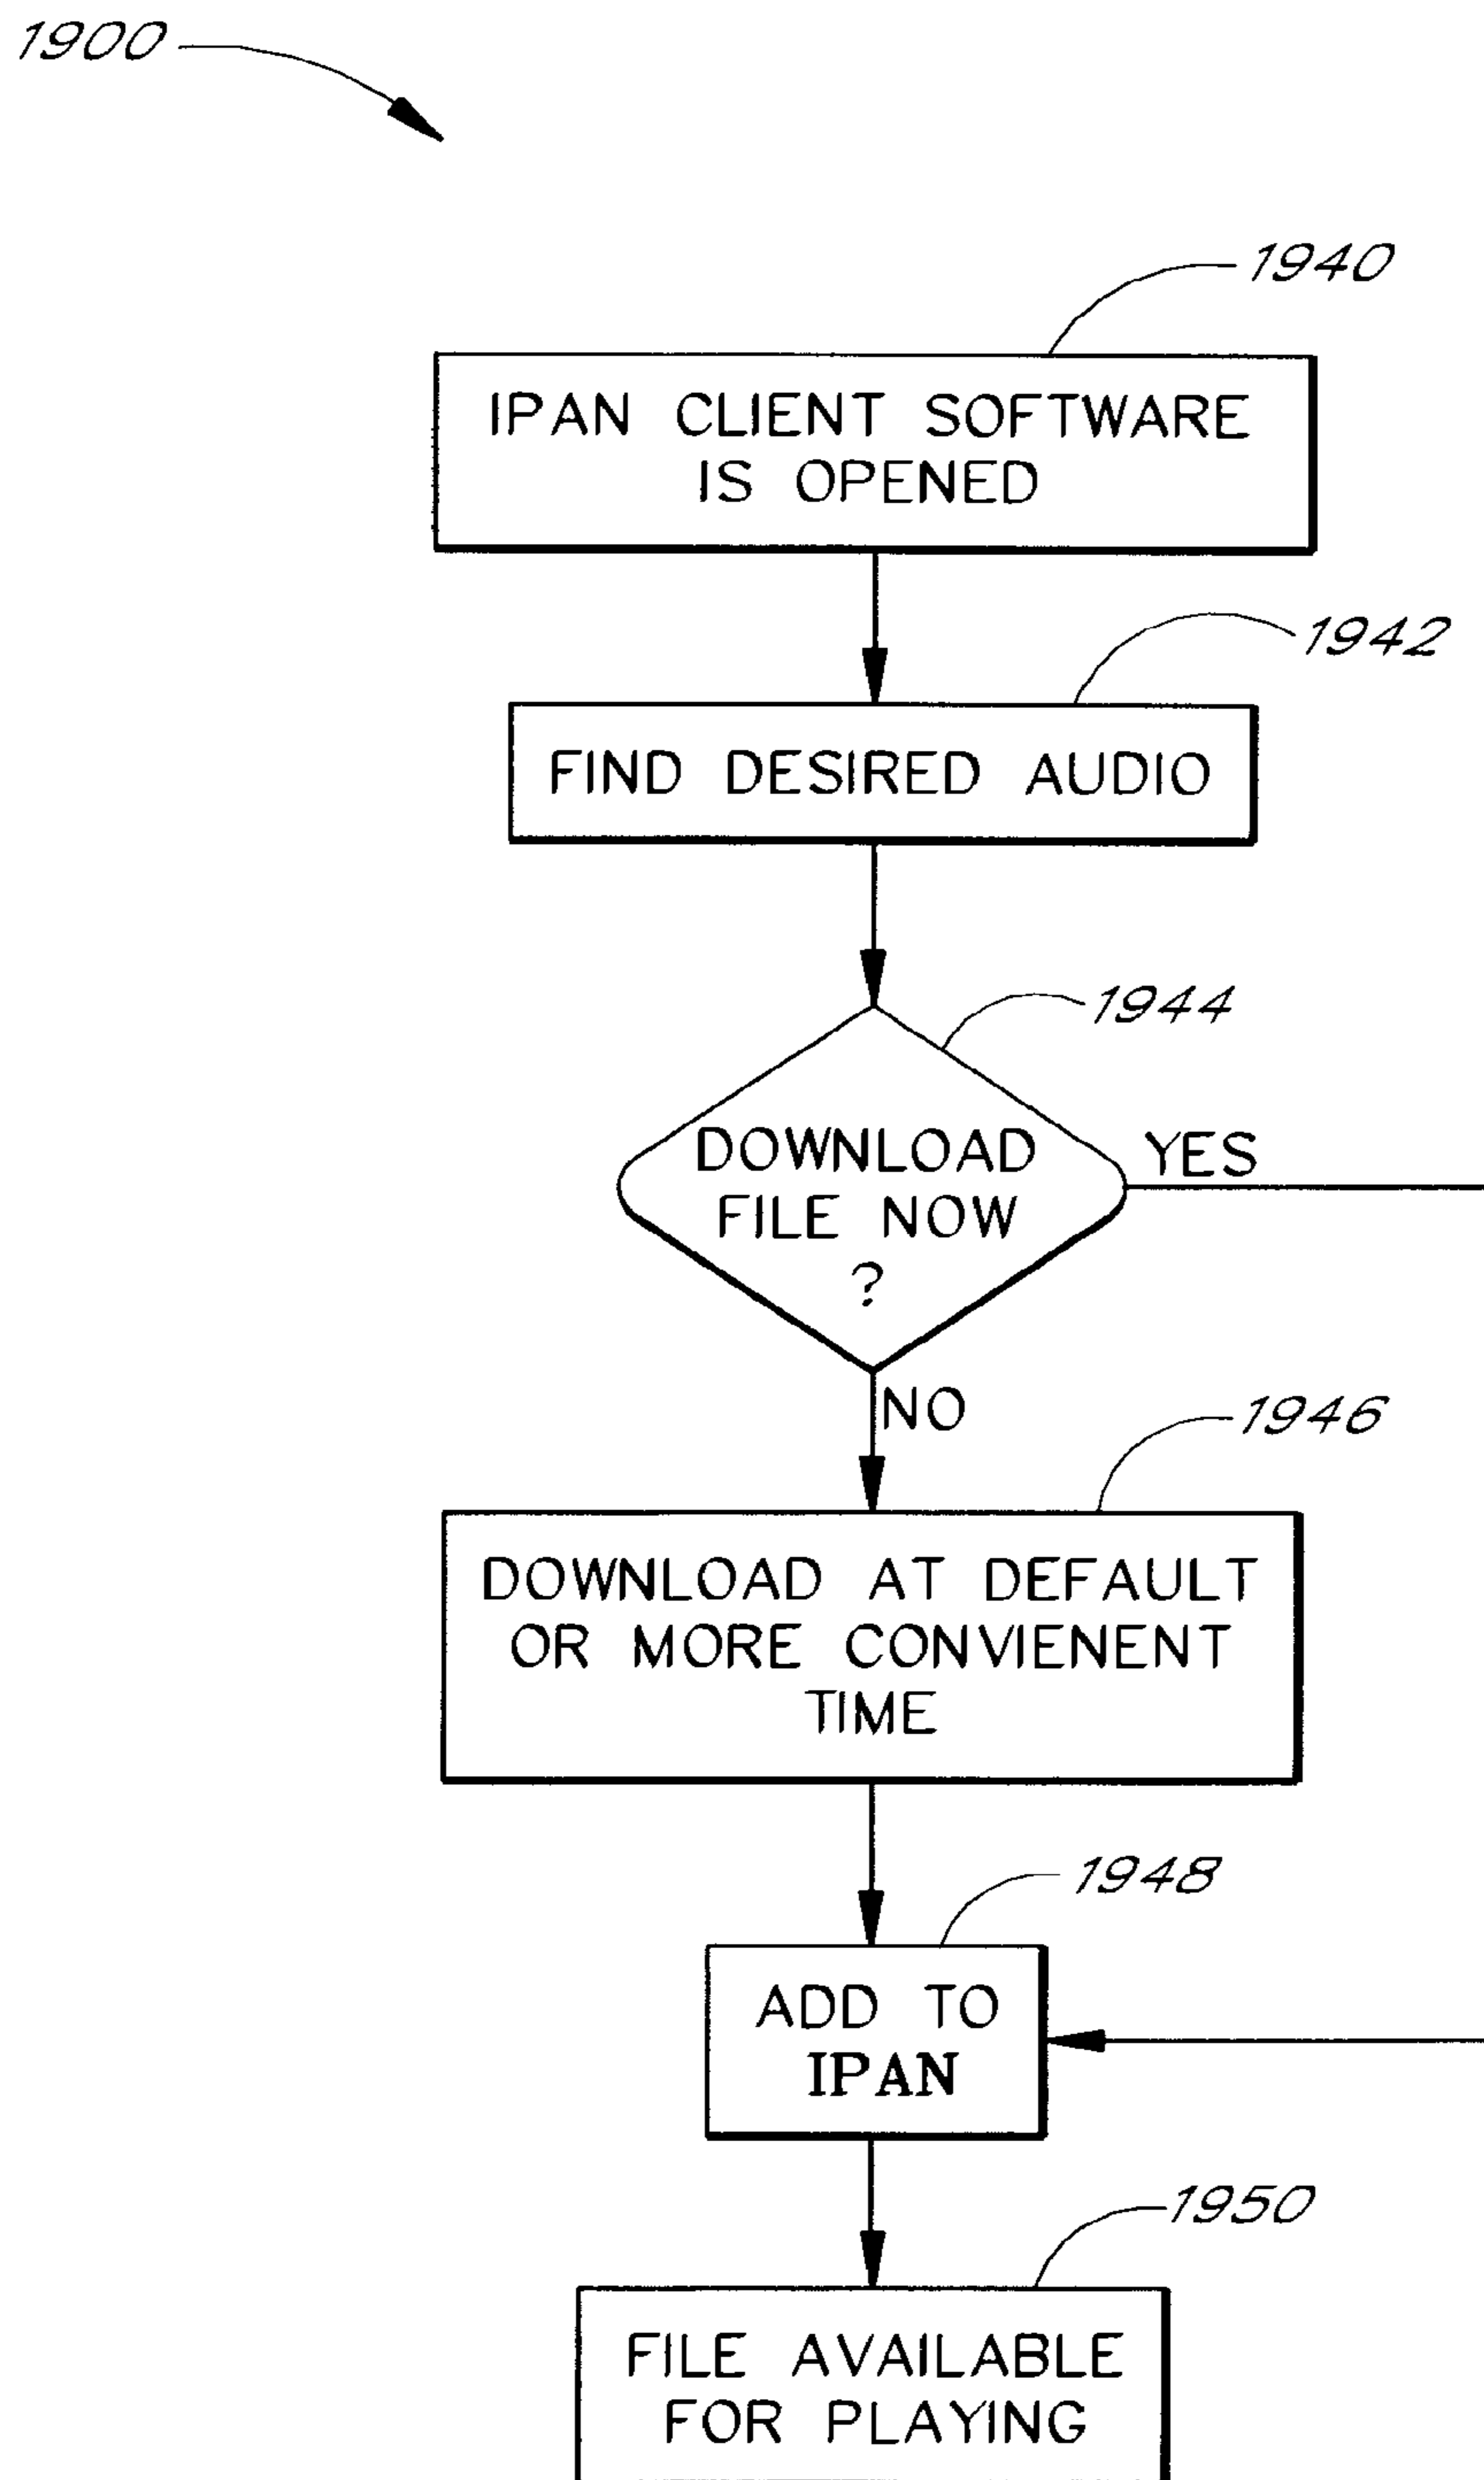 1900
1940
IPAN CLIENT SOFTWARE
IS OPENED
1942
FIND DESIRED AUDIO
1944
DOWNLOAD
FILE NOW
?
YES
NO
1946
DOWNLOAD AT DEFAULT
OR MORE CONVIENENT
TIME
1948
ADD TO
IPAN
1950
FILE AVAILABLE
FOR PLAYING